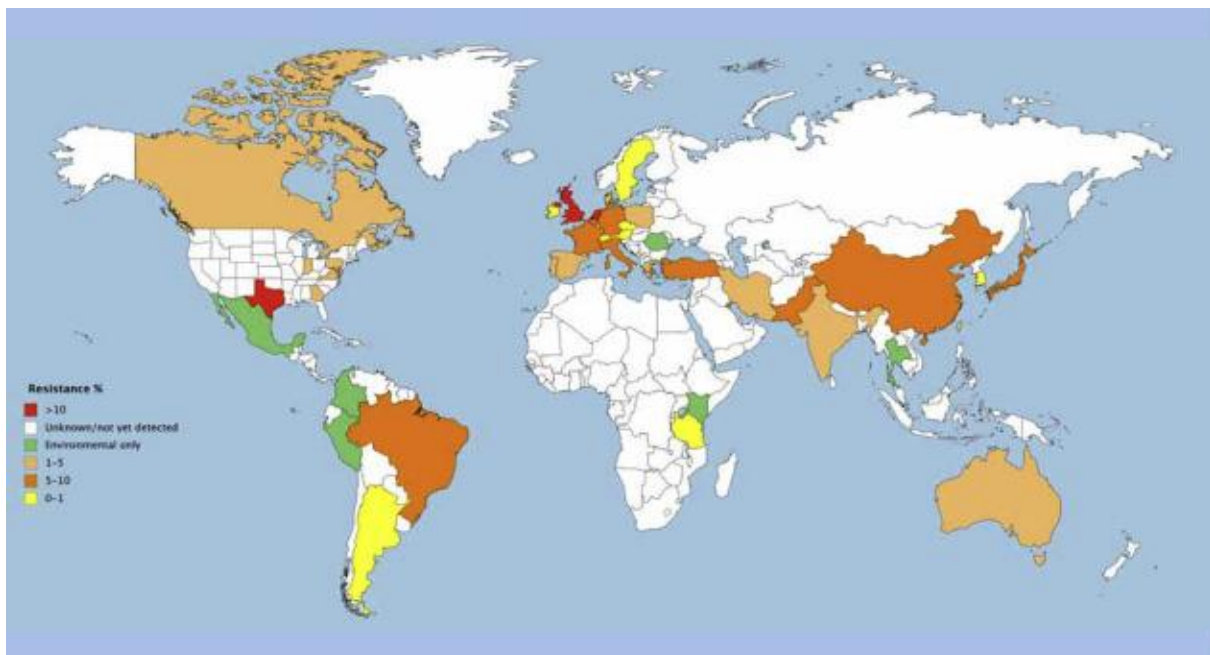 Resistance %
>10
Unknown/not yet detected
Environmental only
1-5
5-10
0-1